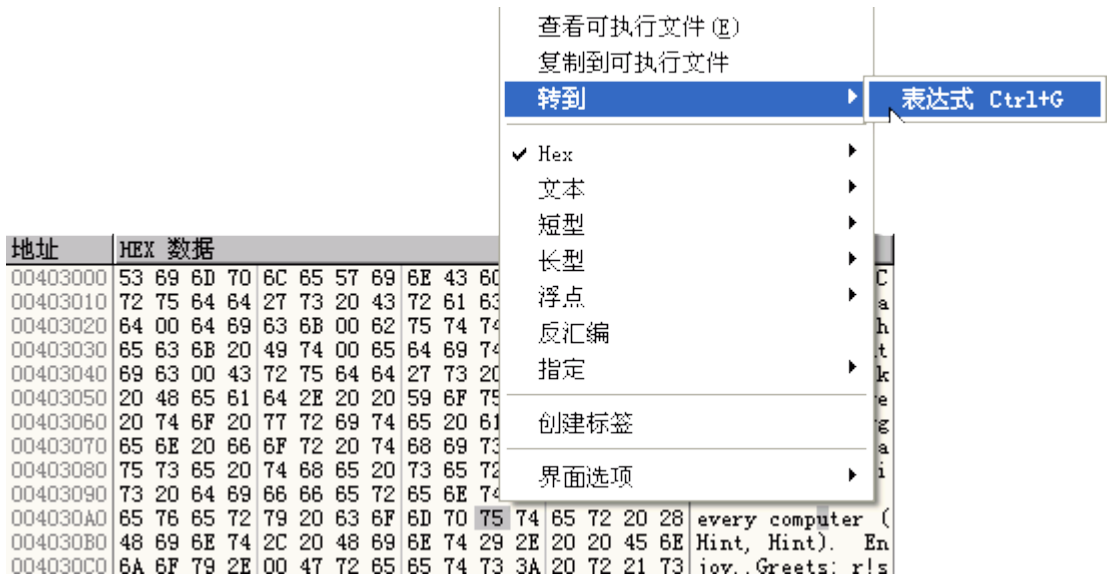 查看可执行文件(E)
复制到可执行文件
转到
表达式 Ctrl+G
Hex
文本
短型
长型
浮点
反汇编
指定
创建标签
界面选项
地址 HEX 数据
00403000 53 69 6D 70 6C 65 57 69 6E 43 C
00403010 72 75 64 64 27 73 20 43 72 61 63 a
00403020 64 00 64 69 63 6B 00 62 75 74 h
00403030 65 63 6B 20 49 74 00 65 64 69 t
00403040 69 63 00 43 72 75 64 64 27 73 20 k
00403050 20 48 65 61 64 2E 20 20 59 6F 75 e
00403060 20 74 6F 20 77 72 69 74 65 20 61 g
00403070 65 6E 20 66 6F 72 20 74 68 69 73 a
00403080 75 73 65 20 74 68 65 20 73 65 72 i
00403090 73 20 64 69 66 66 65 72 65 6E
004030A0 65 76 65 72 79 20 63 6F 6D 70 75 74 65 72 20 28 every computer (
004030B0 48 69 6E 74 2C 20 48 69 6E 74 29 2E 20 20 45 6E Hint, Hint).  En
004030C0 6A 6F 79 2E 00 47 72 65 65 74 73 3A 20 72 21 73 joy..Greets: r!s